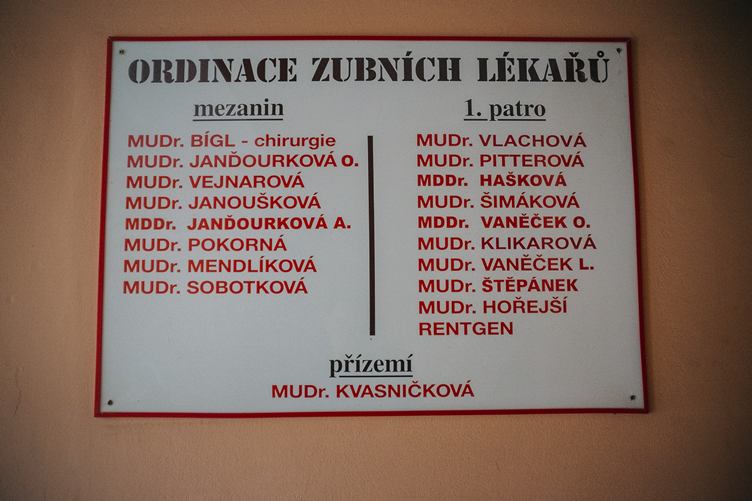 ORDINACE ZUBNÍCH LÉKAŘŮ
mezanin
MUDr. BÍGL - chirurgie
MUDr. JANĎOURKOVÁ O.
MUDr. VEJNAROVÁ
MUDr. JANOUŠKOVÁ
MDDr. JANĎOURKOVÁ A.
MUDr. POKORNÁ
MUDr. MENDLÍKOVÁ
MUDr. SOBOTKOVÁ
1. patro
MUDr. VLACHOVÁ
MUDr. PITTEROVÁ
MDDr. HAŠKOVÁ
MUDr. ŠIMÁKOVÁ
MDDr. VANĚČEK O.
MUDr. KLIKAROVÁ
MUDr. VANĚČEK L.
MUDr. ŠTĚPÁNEK
MUDr. HOŘEJŠÍ
RENTGEN
přízemí
MUDr. KVASNIČKOVÁ